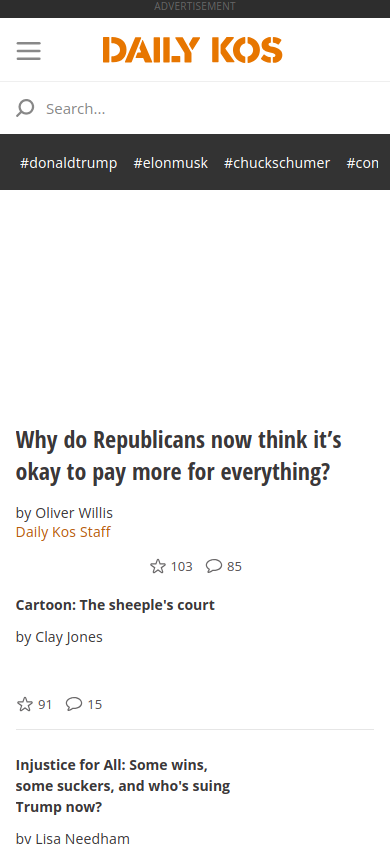 ADVERTISEMENT
DAILY KOS
Search...
#donaldtrump #elonmusk #chuckschumer
Why do Republicans now think it's
okay to pay more for everything?
by Oliver Willis
Daily Kos Staff
103 85
Cartoon: The sheeple's court
by Clay Jones
91 15
Injustice for All: Some wins,
some suckers, and who's suing
Trump now?
by Lisa Needham